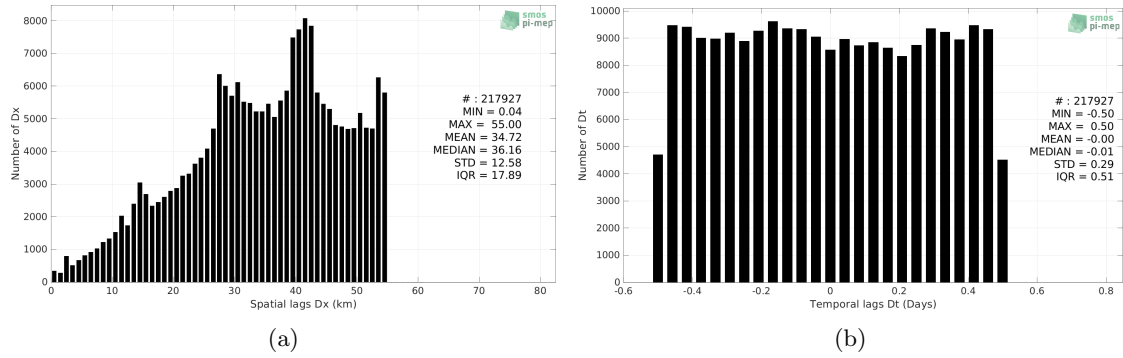 8000
7000
6000
5000
4000
3000
2000
1000
0
Number of Dx
0 10 20 30 40 50 60 70 80
Spatial lags Dx (km)
smos
pi-mep
# : 217927
MIN = 0.04
MAX = 55.00
MEAN = 34.72
MEDIAN = 36.16
STD = 12.58
IQR = 17.89
(a)
10000
9000
8000
7000
6000
5000
4000
3000
2000
1000
0
Number of Dt
-0.6 -0.4 -0.2 0 0.2 0.4 0.6 0.8
Temporal lags Dt (Days)
smos
pi-mep
# : 217927
MIN = -0.50
MAX = 0.50
MEAN = -0.00
MEDIAN = -0.01
STD = 0.29
IQR = 0.51
(b)